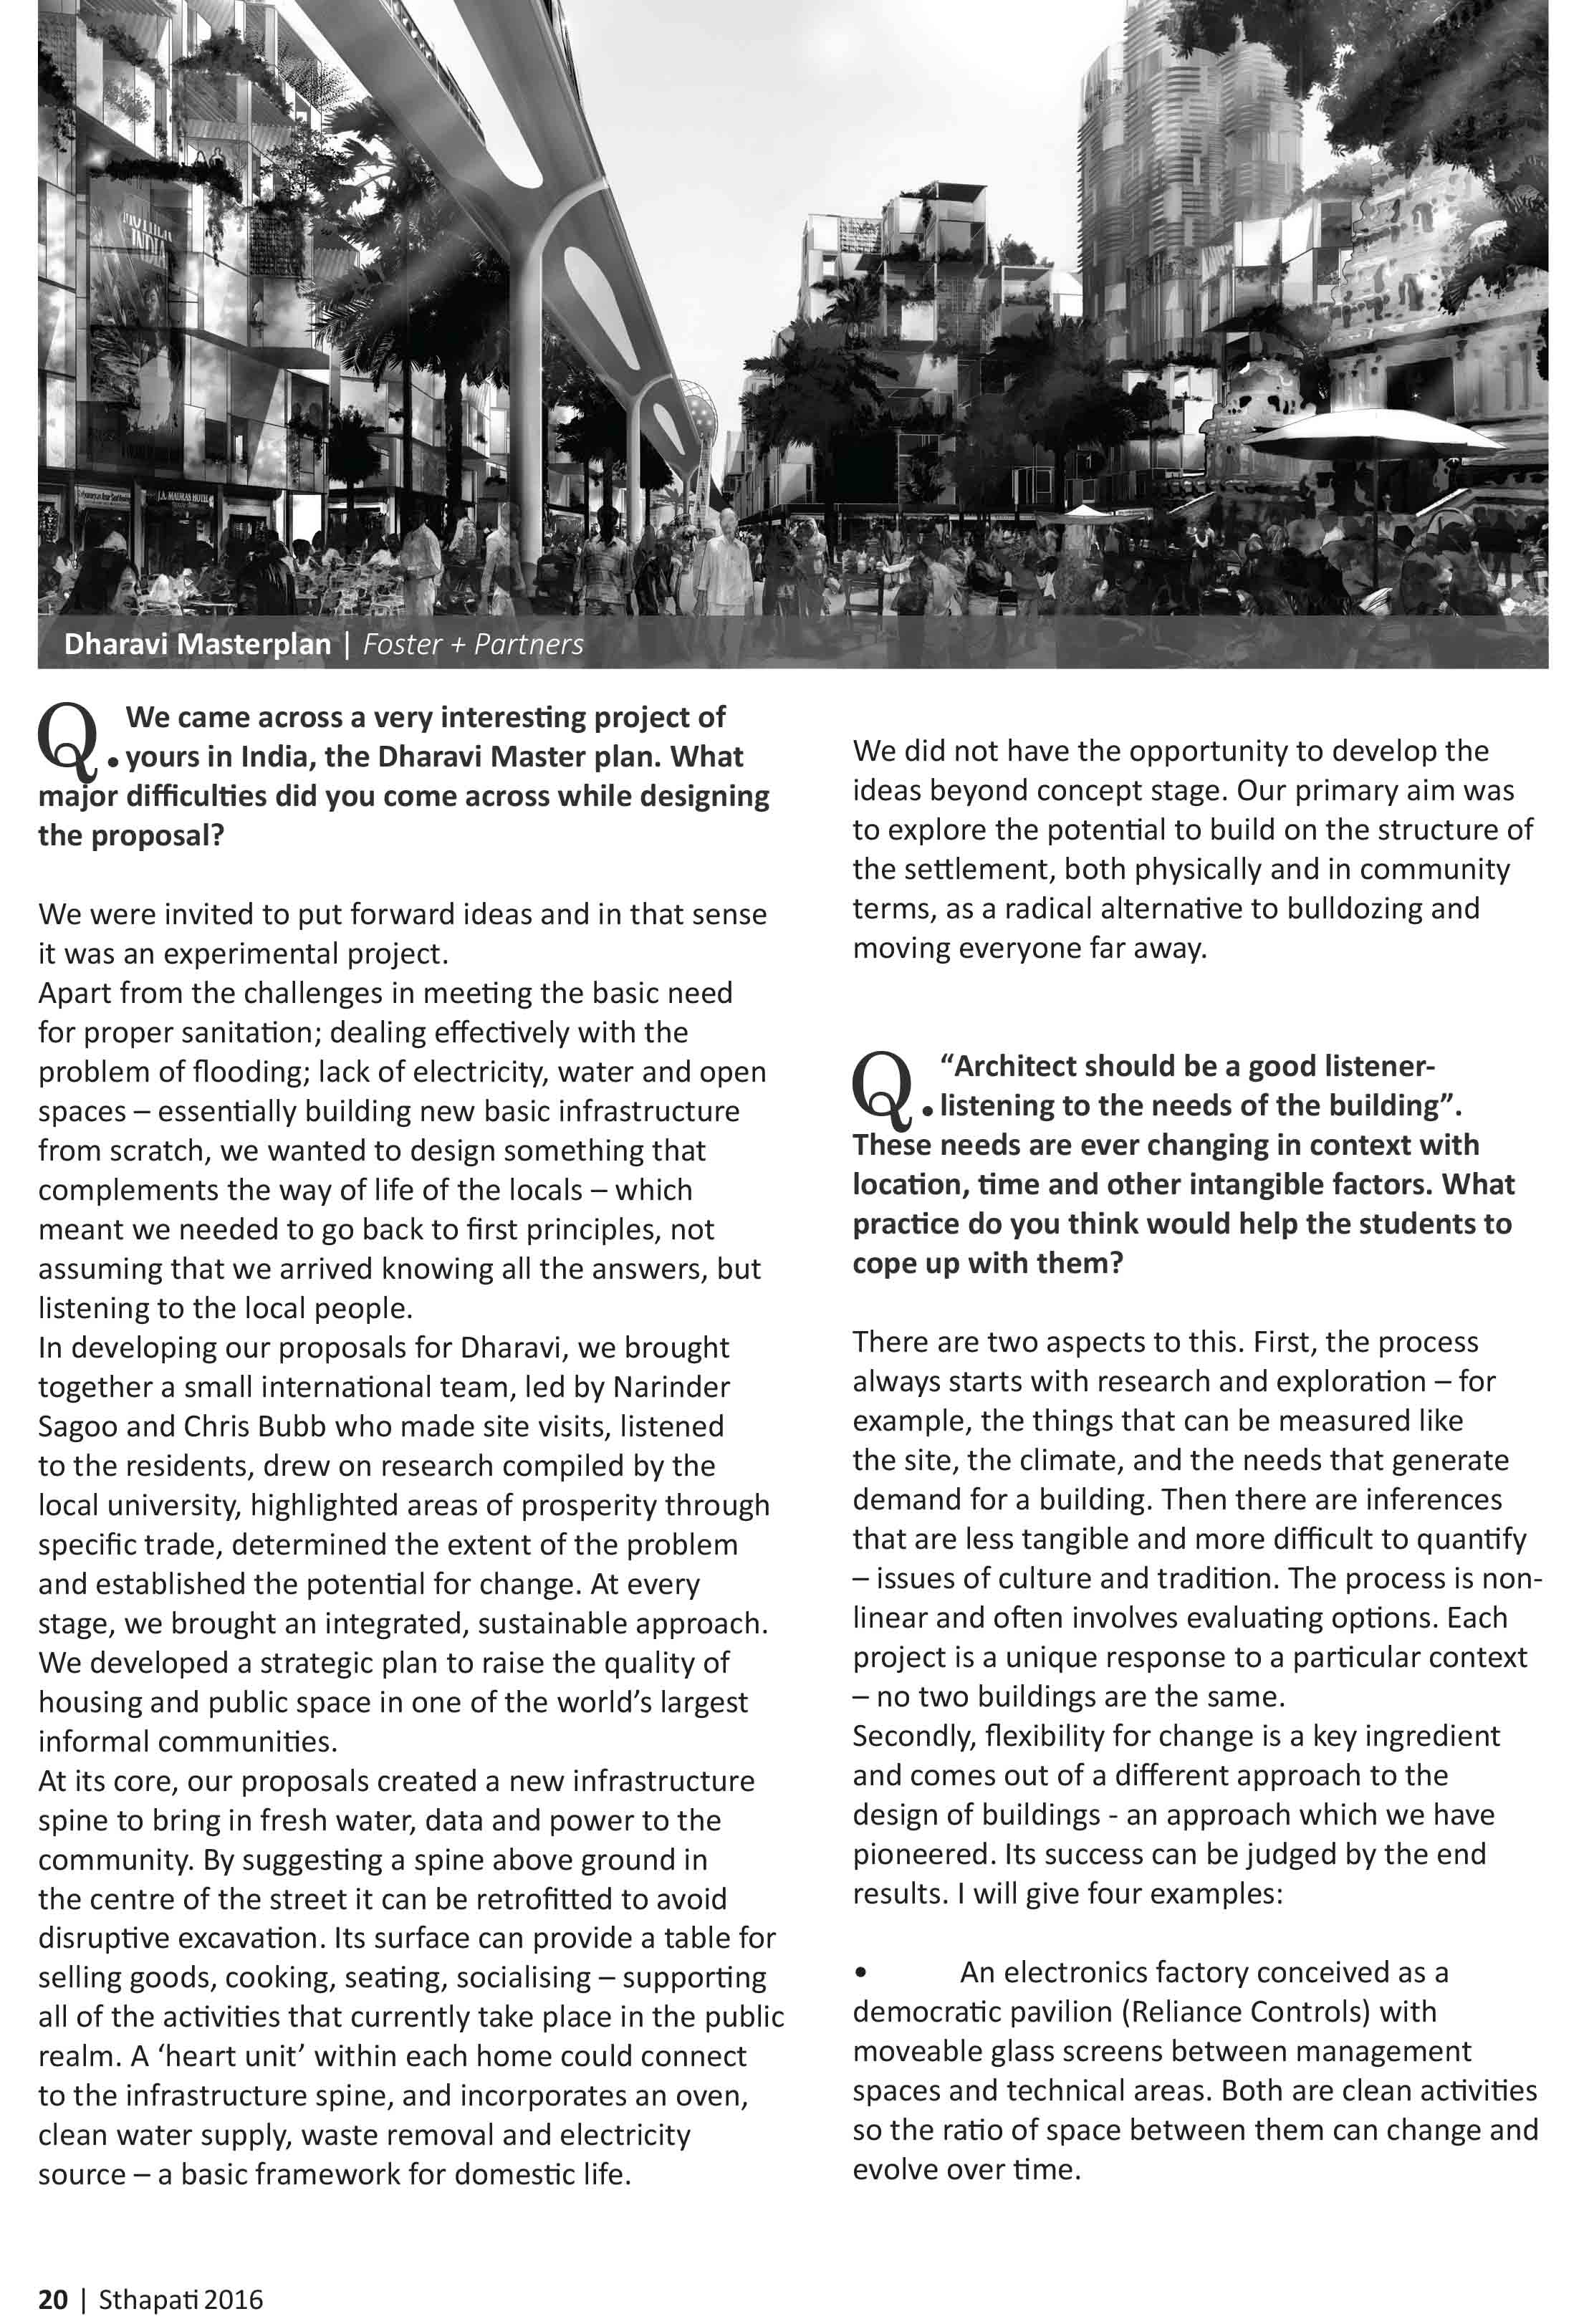 INDIA
J.A. MADRAS HOTEL
Dharavi Masterplan | Foster + Partners
Q. We came across a very interesting project of
yours in India, the Dharavi Master plan. What
major difficulties did you come across while designing
the proposal?
We were invited to put forward ideas and in that sense
it was an experimental project.
Apart from the challenges in meeting the basic need
for proper sanitation; dealing effectively with the
problem of flooding; lack of electricity, water and open
spaces – essentially building new basic infrastructure
from scratch, we wanted to design something that
complements the way of life of the locals – which
meant we needed to go back to first principles, not
assuming that we arrived knowing all the answers, but
listening to the local people.
In developing our proposals for Dharavi, we brought
together a small international team, led by Narinder
Sagoo and Chris Bubb who made site visits, listened
to the residents, drew on research compiled by the
local university, highlighted areas of prosperity through
specific trade, determined the extent of the problem
and established the potential for change. At every
stage, we brought an integrated, sustainable approach.
We developed a strategic plan to raise the quality of
housing and public space in one of the world’s largest
informal communities.
At its core, our proposals created a new infrastructure
spine to bring in fresh water, data and power to the
community. By suggesting a spine above ground in
the centre of the street it can be retrofitted to avoid
disruptive excavation. Its surface can provide a table for
selling goods, cooking, seating, socialising – supporting
all of the activities that currently take place in the public
realm. A ‘heart unit’ within each home could connect
to the infrastructure spine, and incorporates an oven,
clean water supply, waste removal and electricity
source – a basic framework for domestic life.
We did not have the opportunity to develop the
ideas beyond concept stage. Our primary aim was
to explore the potential to build on the structure of
the settlement, both physically and in community
terms, as a radical alternative to bulldozing and
moving everyone far away.
Q. “Architect should be a good listener-
listening to the needs of the building”.
These needs are ever changing in context with
location, time and other intangible factors. What
practice do you think would help the students to
cope up with them?
There are two aspects to this. First, the process
always starts with research and exploration – for
example, the things that can be measured like
the site, the climate, and the needs that generate
demand for a building. Then there are inferences
that are less tangible and more difficult to quantify
– issues of culture and tradition. The process is non-
linear and often involves evaluating options. Each
project is a unique response to a particular context
– no two buildings are the same.
Secondly, flexibility for change is a key ingredient
and comes out of a different approach to the
design of buildings - an approach which we have
pioneered. Its success can be judged by the end
results. I will give four examples:
• An electronics factory conceived as a
democratic pavilion (Reliance Controls) with
moveable glass screens between management
spaces and technical areas. Both are clean activities
so the ratio of space between them can change and
evolve over time.
20 | Sthapati 2016